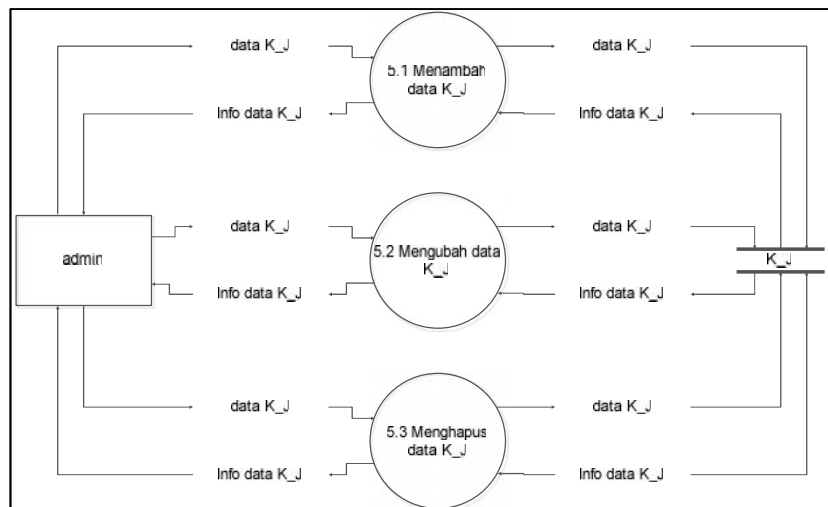 data K_J
5.1 Menambah
data K_J
data K_J
Info data K_J
Info data K_J
admin
data K_J
5.2 Mengubah data
K_J
data K_J
K_J
Info data K_J
Info data K_J
data K_J
5.3 Menghapus
data K_J
data K_J
Info data K_J
Info data K_J